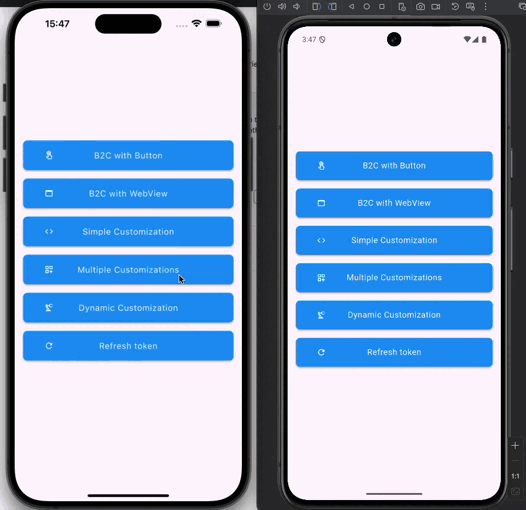 15:47
B2C with Button
B2C with WebView
Simple Customization
Multiple Customizations
Dynamic Customization
Refresh token
3:47
B2C with Button
B2C with WebView
Simple Customization
Multiple Customizations
Dynamic Customization
Refresh token
1:1